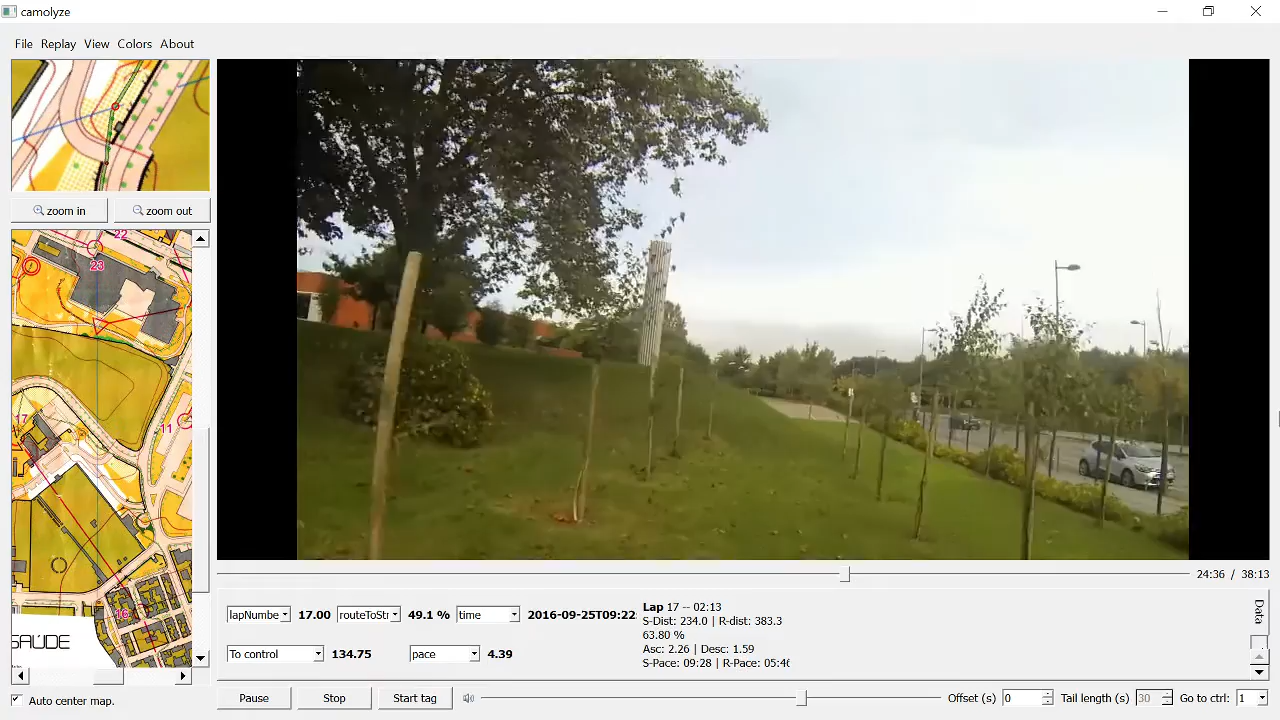 camolyze
File Replay View Colors About
zoom in zoom out
22
23
17
11
16
SAÚDE
24:36 / 38:13
lapNumbe 17.00 routeToStr 49.1 % time 2016-09-25T09:22:
To control 134.75 pace 4.39
Lap 17 -- 02:13
S-Dist: 234.0 | R-dist: 383.3
63.80 %
Asc: 2.26 | Desc: 1.59
S-Pace: 09:28 | R-Pace: 05:46
Data
Auto center map.
Pause Stop Start tag Offset (s) 0 Tail length (s) 30 Go to ctrl: 1